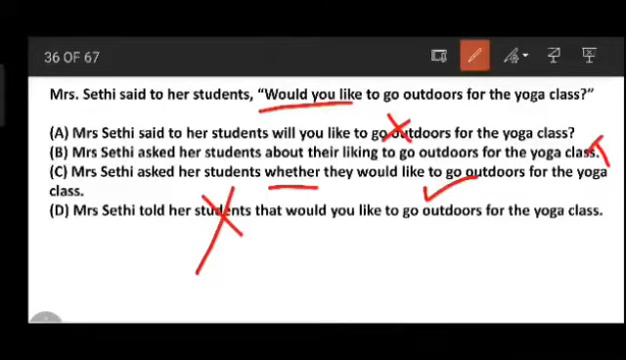 36 OF 67
Mrs. Sethi said to her students, “Would you like to go outdoors for the yoga class?”
(A) Mrs Sethi said to her students will you like to go outdoors for the yoga class?
(B) Mrs Sethi asked her students about their liking to go outdoors for the yoga class.
(C) Mrs Sethi asked her students whether they would like to go outdoors for the yoga
class.
(D) Mrs Sethi told her students that would you like to go outdoors for the yoga class.